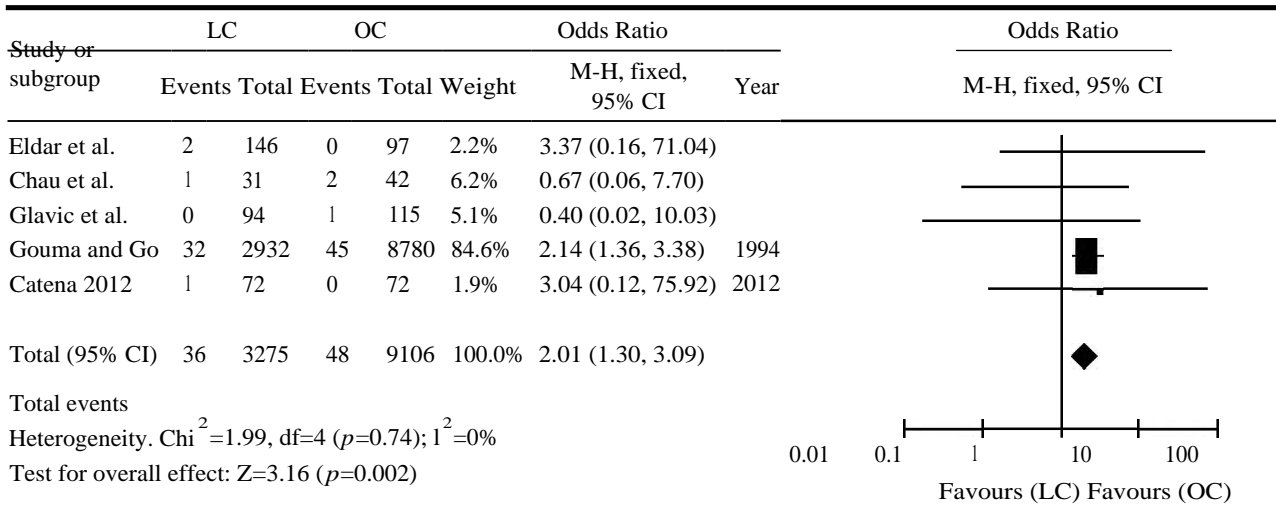 LC OC Odds Ratio Odds Ratio
Study or
subgroup Events Total Events Total Weight M-H, fixed, 95% CI Year M-H, fixed, 95% CI
Eldar et al. 2 146 0 97 2.2% 3.37 (0.16, 71.04)
Chau et al. 1 31 2 42 6.2% 0.67 (0.06, 7.70)
Glavic et al. 0 94 1 115 5.1% 0.40 (0.02, 10.03)
Gouma and Go 32 2932 45 8780 84.6% 2.14 (1.36, 3.38) 1994
Catena 2012 1 72 0 72 1.9% 3.04 (0.12, 75.92) 2012
Total (95% CI) 36 3275 48 9106 100.0% 2.01 (1.30, 3.09)
Total events
Heterogeneity. Chi²=1.99, df=4 (p=0.74); l²=0%
Test for overall effect: Z=3.16 (p=0.002)
0.01 0.1 1 10 100
Favours (LC) Favours (OC)